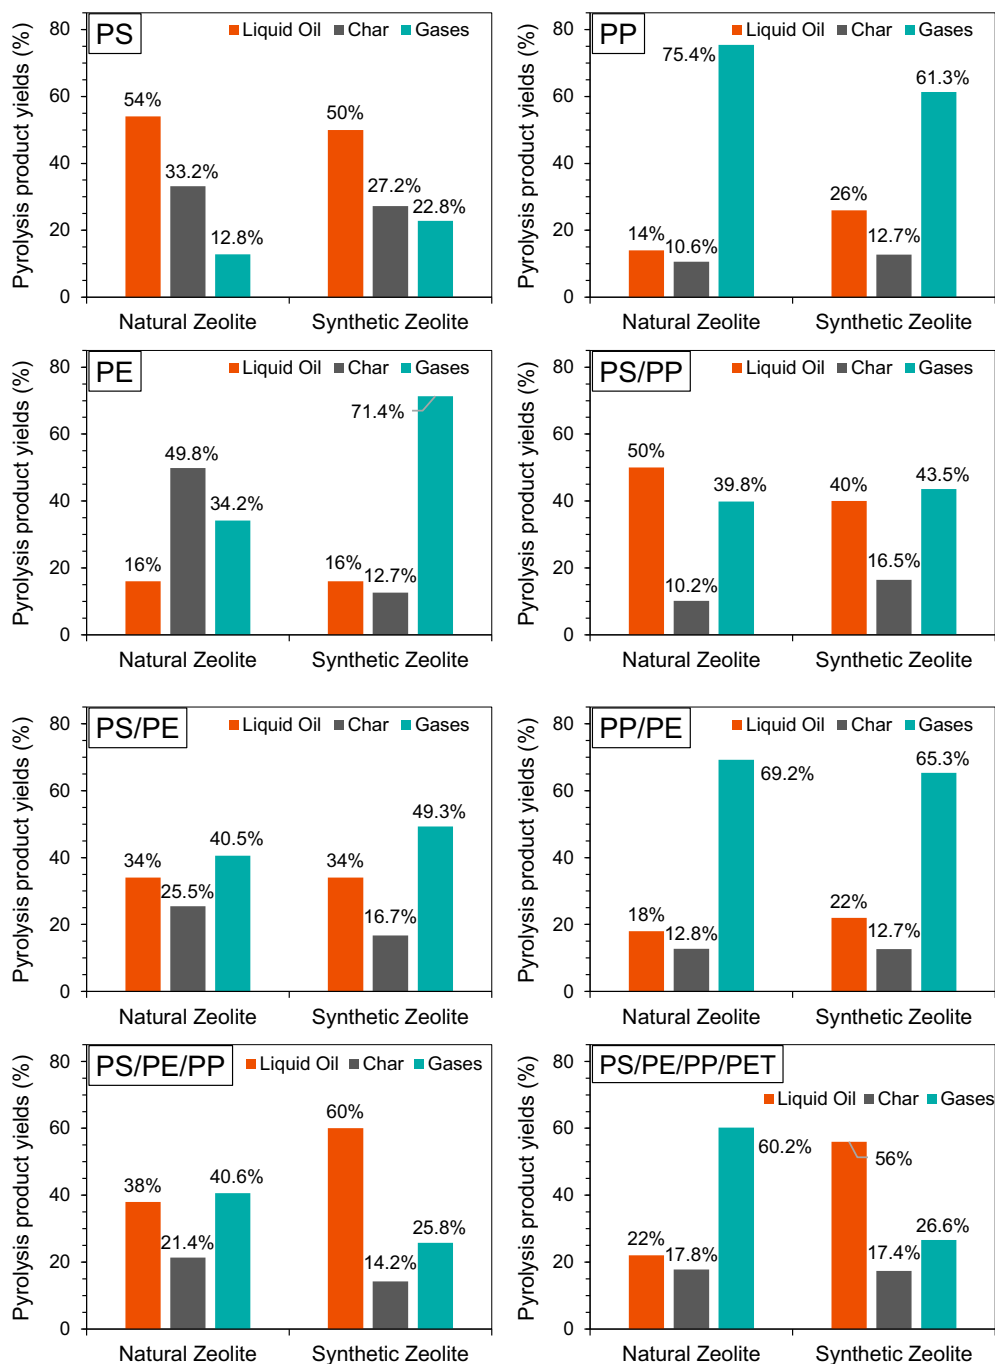 PS
Liquid Oil Char Gases
Pyrolysis product yields (%)
80
60
40
20
0
54%
33.2%
12.8%
50%
27.2%
22.8%
Natural Zeolite Synthetic Zeolite
PP
Liquid Oil Char Gases
Pyrolysis product yields (%)
80
60
40
20
0
14%
10.6%
75.4%
26%
12.7%
61.3%
Natural Zeolite Synthetic Zeolite
PE
Liquid Oil Char Gases
Pyrolysis product yields (%)
80
60
40
20
0
16%
49.8%
34.2%
16%
12.7%
71.4%
Natural Zeolite Synthetic Zeolite
PS/PP
Liquid Oil Char Gases
Pyrolysis product yields (%)
80
60
40
20
0
50%
10.2%
39.8%
40%
16.5%
43.5%
Natural Zeolite Synthetic Zeolite
PS/PE
Liquid Oil Char Gases
Pyrolysis product yields (%)
80
60
40
20
0
34%
25.5%
40.5%
34%
16.7%
49.3%
Natural Zeolite Synthetic Zeolite
PP/PE
Liquid Oil Char Gases
Pyrolysis product yields (%)
80
60
40
20
0
18%
12.8%
69.2%
22%
12.7%
65.3%
Natural Zeolite Synthetic Zeolite
PS/PE/PP
Liquid Oil Char Gases
Pyrolysis product yields (%)
80
60
40
20
0
38%
21.4%
40.6%
60%
14.2%
25.8%
Natural Zeolite Synthetic Zeolite
PS/PE/PP/PET
Liquid Oil Char Gases
Pyrolysis product yields (%)
80
60
40
20
0
22%
17.8%
60.2%
56%
17.4%
26.6%
Natural Zeolite Synthetic Zeolite